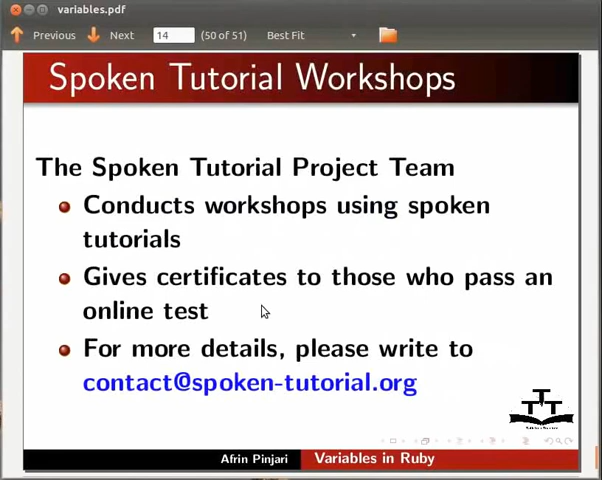 variables.pdf
Previous Next 14 (50 of 51) Best Fit
Spoken Tutorial Workshops
The Spoken Tutorial Project Team
Conducts workshops using spoken
tutorials
Gives certificates to those who pass an
online test
For more details, please write to
contact@spoken-tutorial.org
Afrin Pinjari Variables in Ruby